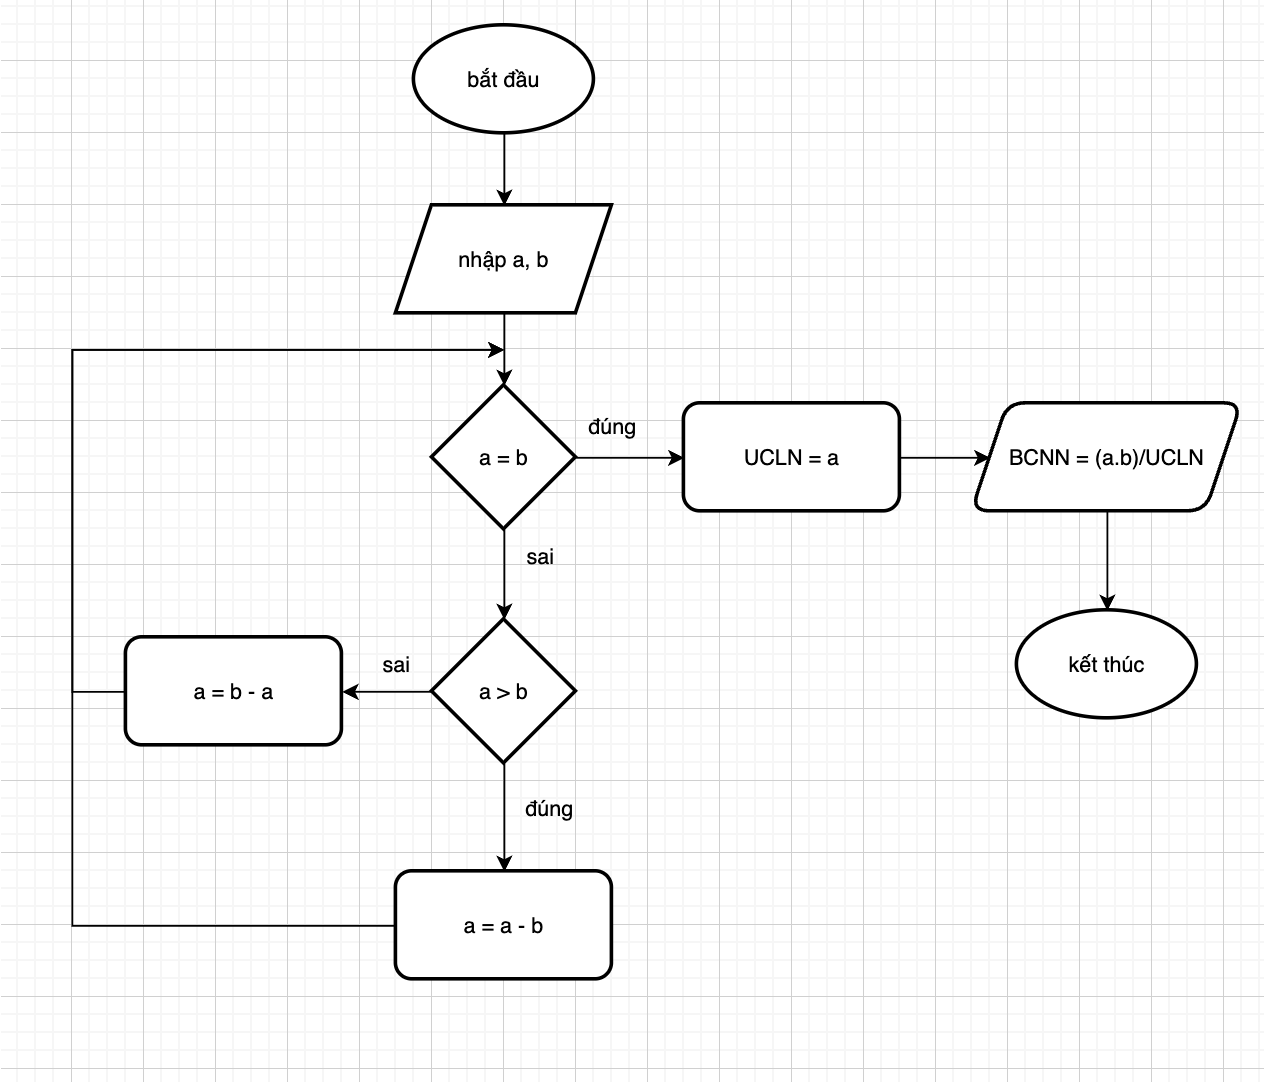 bắt đầu
nhập a, b
a = b
đúng
UCLN = a
BCNN = (a.b)/UCLN
sai
kết thúc
a > b
sai
a = b - a
đúng
a = a - b